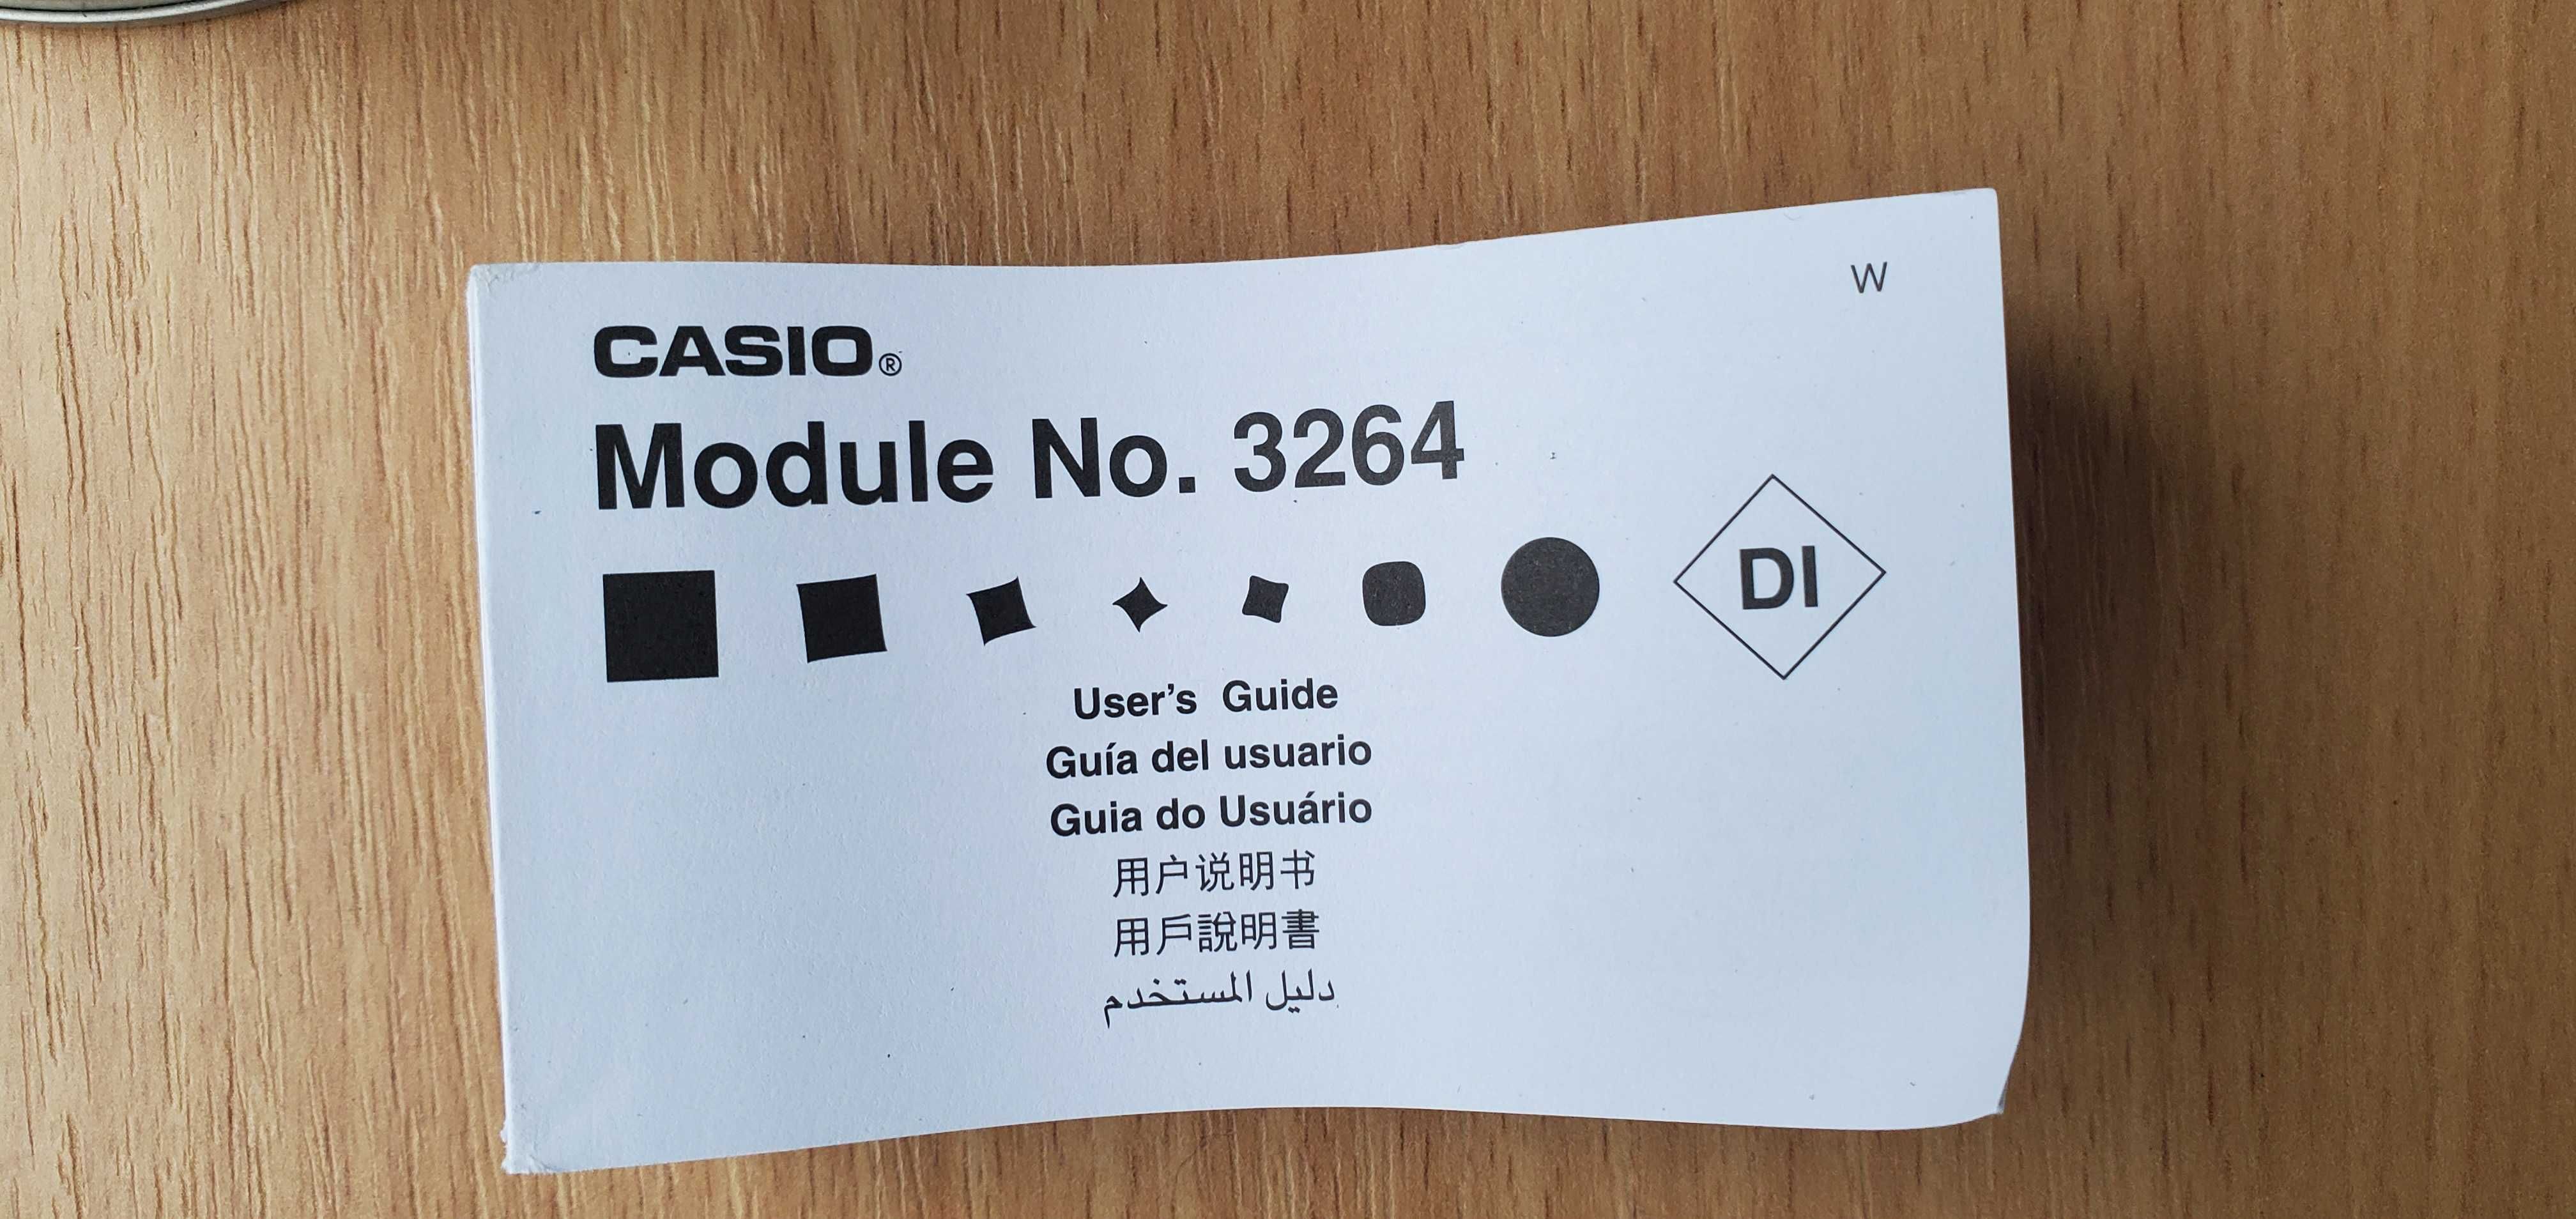 W
CASIO®
Module No. 3264
DI
User's Guide
Guía del usuario
Guia do Usuário
用户说明书
用戶說明書
دليل المستخدم